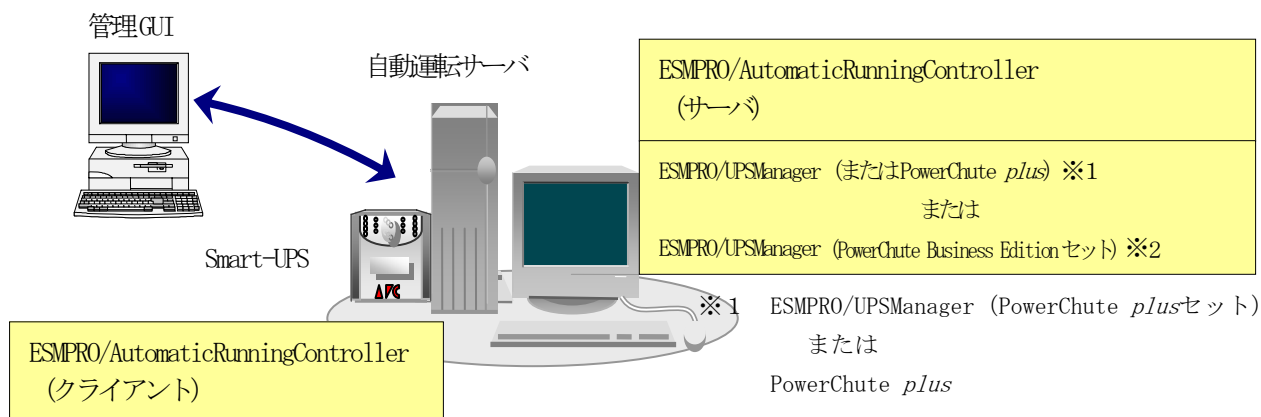 管理GUI
自動運転サーバ
ESMPRO/AutomaticRunningController
(サーバ)
ESMPRO/UPSManager (またはPowerChute plus) ※1
または
ESMPRO/UPSManager (PowerChute Business Editionセット) ※2
Smart-UPS
APC
※1 ESMPRO/UPSManager (PowerChute plusセット)
または
PowerChute plus
ESMPRO/AutomaticRunningController
(クライアント)